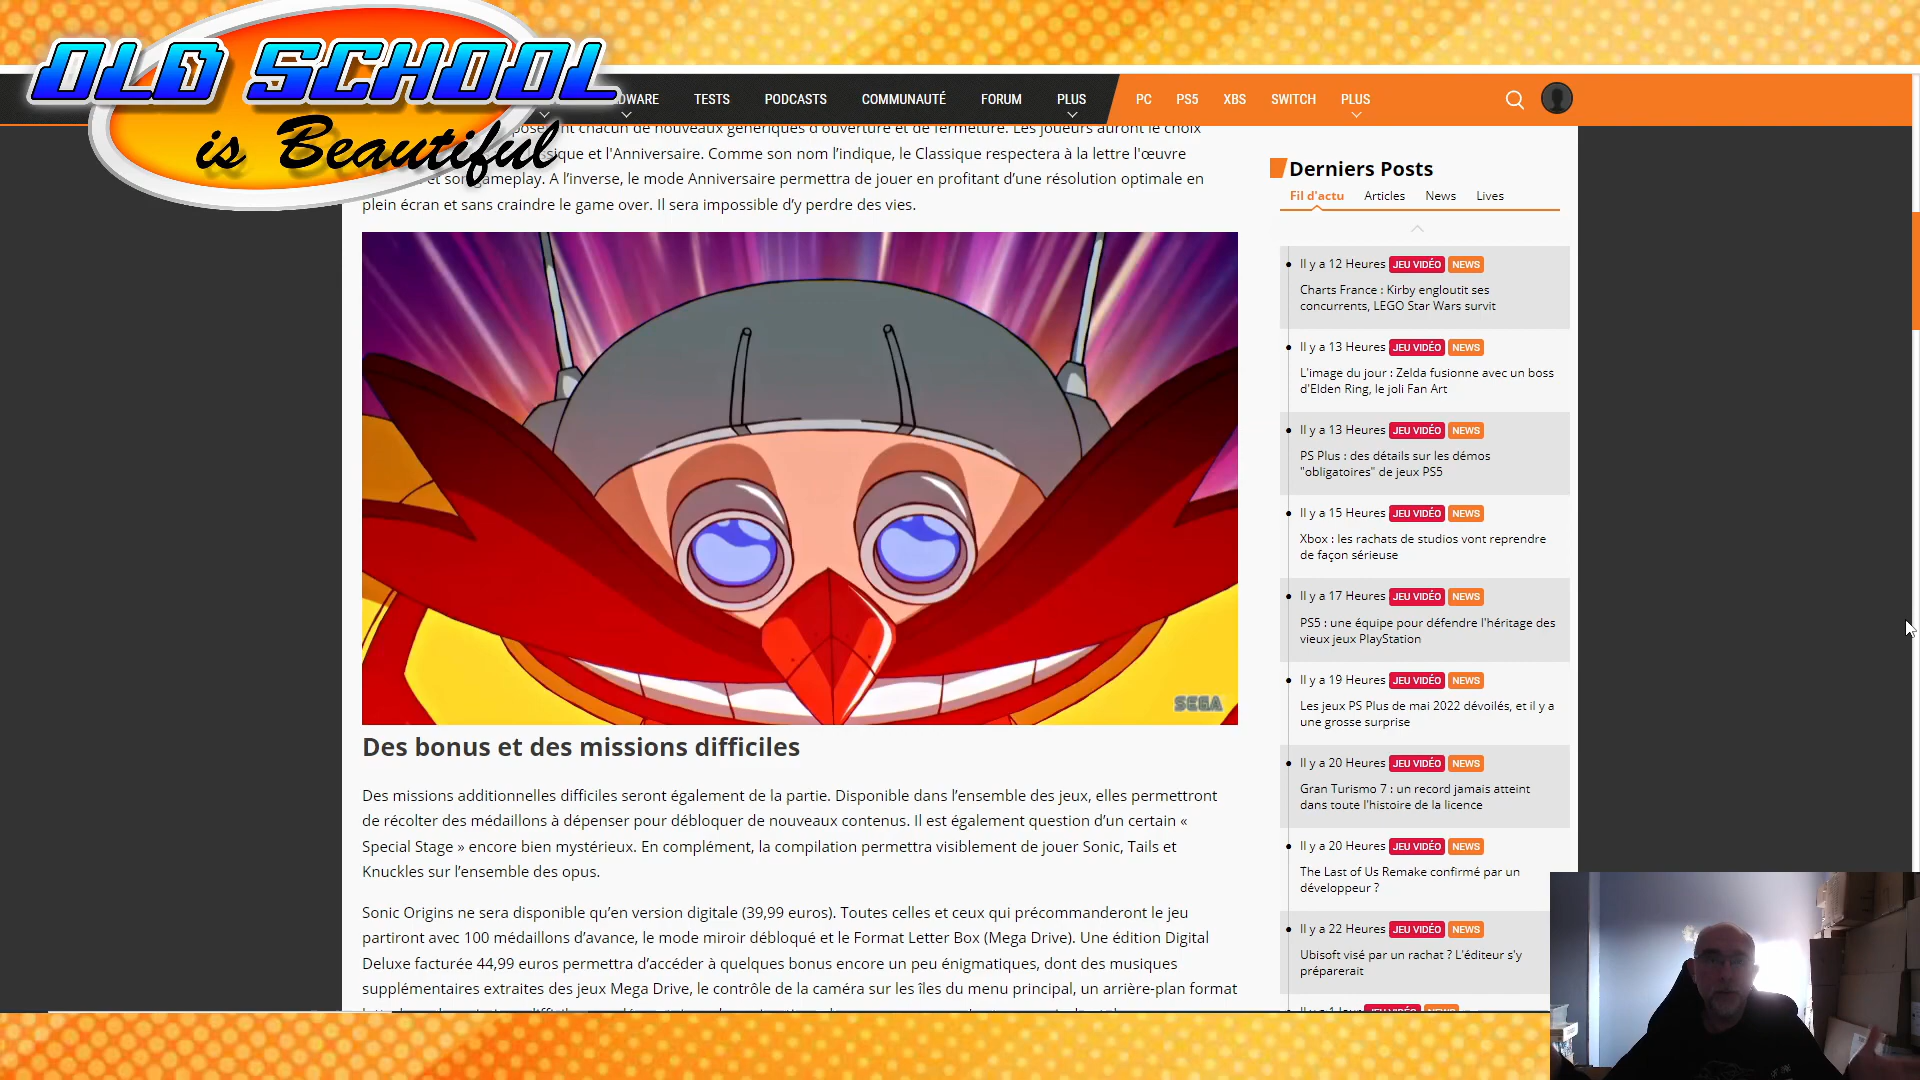 OLD SCHOOL
is Beautiful
TESTS
PODCASTS
COMMUNAUTÉ
FORUM
PLUS
PC
PS5
XBS
SWITCH
PLUS
chacun de nouveaux génériques d'ouverture et de fermeture. Les joueurs auront le choix
et l'Anniversaire. Comme son nom l'indique, le Classique respectera à la lettre l'œuvre
et son gameplay. A l'inverse, le mode Anniversaire permettra de jouer en profitant d'une résolution optimale en
plein écran et sans craindre le game over. Il sera impossible d'y perdre des vies.
SEGA
Des bonus et des missions difficiles
Des missions additionnelles difficiles seront également de la partie. Disponible dans l'ensemble des jeux, elles permettront
de récolter des médaillons à dépenser pour débloquer de nouveaux contenus. Il est également question d'un certain «
Special Stage » encore bien mystérieux. En complément, la compilation permettra visiblement de jouer Sonic, Tails et
Knuckles sur l'ensemble des opus.
Sonic Origins ne sera disponible qu'en version digitale (39,99 euros). Toutes celles et ceux qui précommanderont le jeu
partiront avec 100 médaillons d'avance, le mode miroir débloqué et le Format Letter Box (Mega Drive). Une édition Digital
Deluxe facturée 44,99 euros permettra d'accéder à quelques bonus encore un peu énigmatiques, dont des musiques
supplémentaires extraites des jeux Mega Drive, le contrôle de la caméra sur les îles du menu principal, un arrière-plan format
Derniers Posts
Fil d'actu Articles News Lives
Il y a 12 Heures JEU VIDÉO NEWS
Charts France : Kirby engloutit ses
concurrents, LEGO Star Wars survit
Il y a 13 Heures JEU VIDÉO NEWS
L'image du jour : Zelda fusionne avec un boss
d'Elden Ring, le joli Fan Art
Il y a 13 Heures JEU VIDÉO NEWS
PS Plus : des détails sur les démos
"obligatoires" de jeux PS5
Il y a 15 Heures JEU VIDÉO NEWS
Xbox : les rachats de studios vont reprendre
de façon sérieuse
Il y a 17 Heures JEU VIDÉO NEWS
PS5 : une équipe pour défendre l'héritage des
vieux jeux PlayStation
Il y a 19 Heures JEU VIDÉO NEWS
Les jeux PS Plus de mai 2022 dévoilés, et il y a
une grosse surprise
Il y a 20 Heures JEU VIDÉO NEWS
Gran Turismo 7 : un record jamais atteint
dans toute l'histoire de la licence
Il y a 20 Heures JEU VIDÉO NEWS
The Last of Us Remake confirmé par un
développeur ?
Il y a 22 Heures JEU VIDÉO NEWS
Ubisoft visé par un rachat ? L'éditeur s'y
préparerait